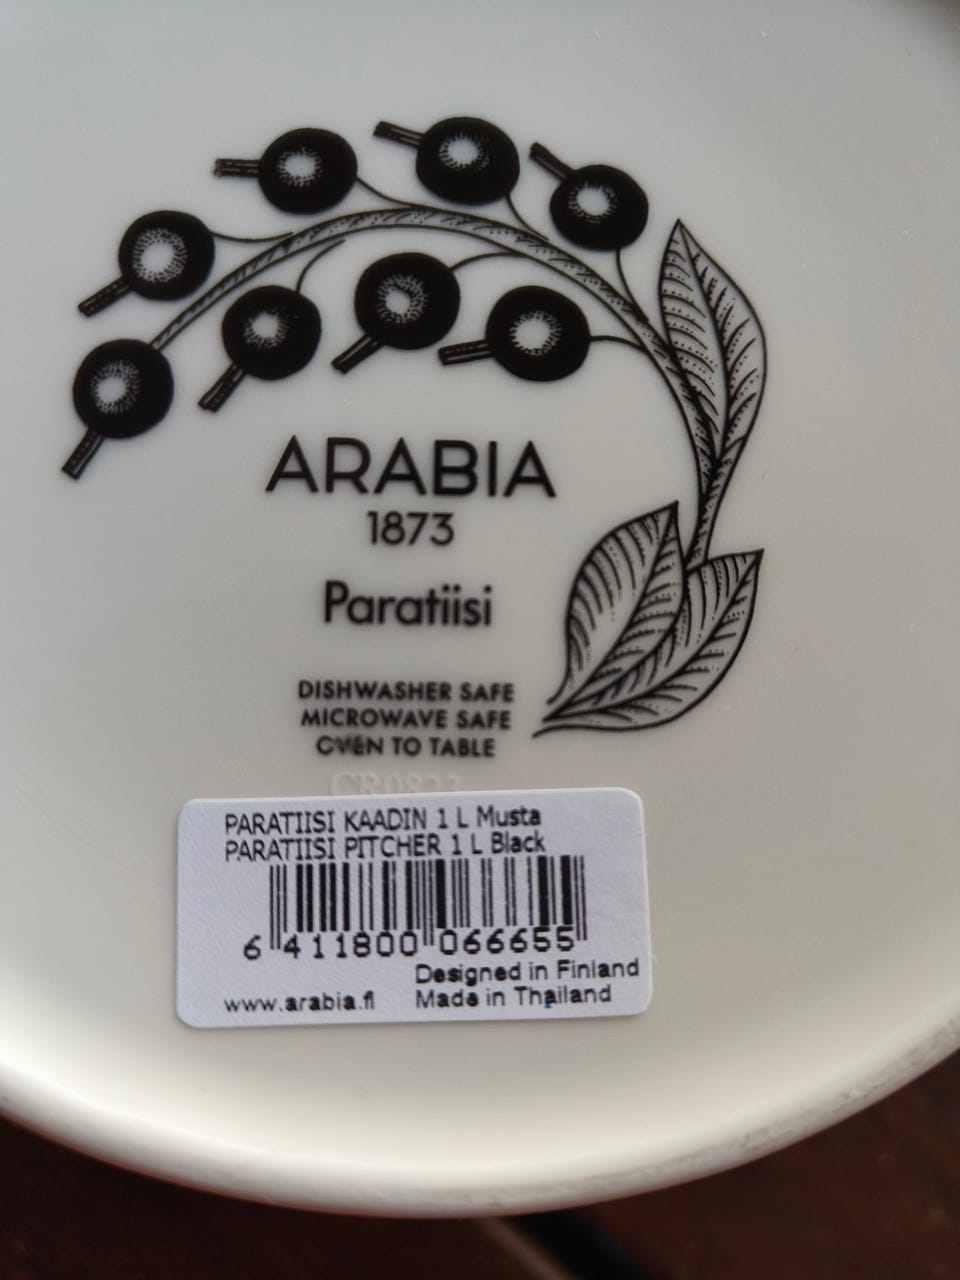 ARABIA
1873
Paratiisi
DISHWASHER SAFE
MICROWAVE SAFE
OVEN TO TABLE
CR0823
PARATIISI KAADIN 1 L Musta
PARATIISI PITCHER 1 L Black
6 411800 066655
Designed in Finland
www.arabia.fi Made in Thailand